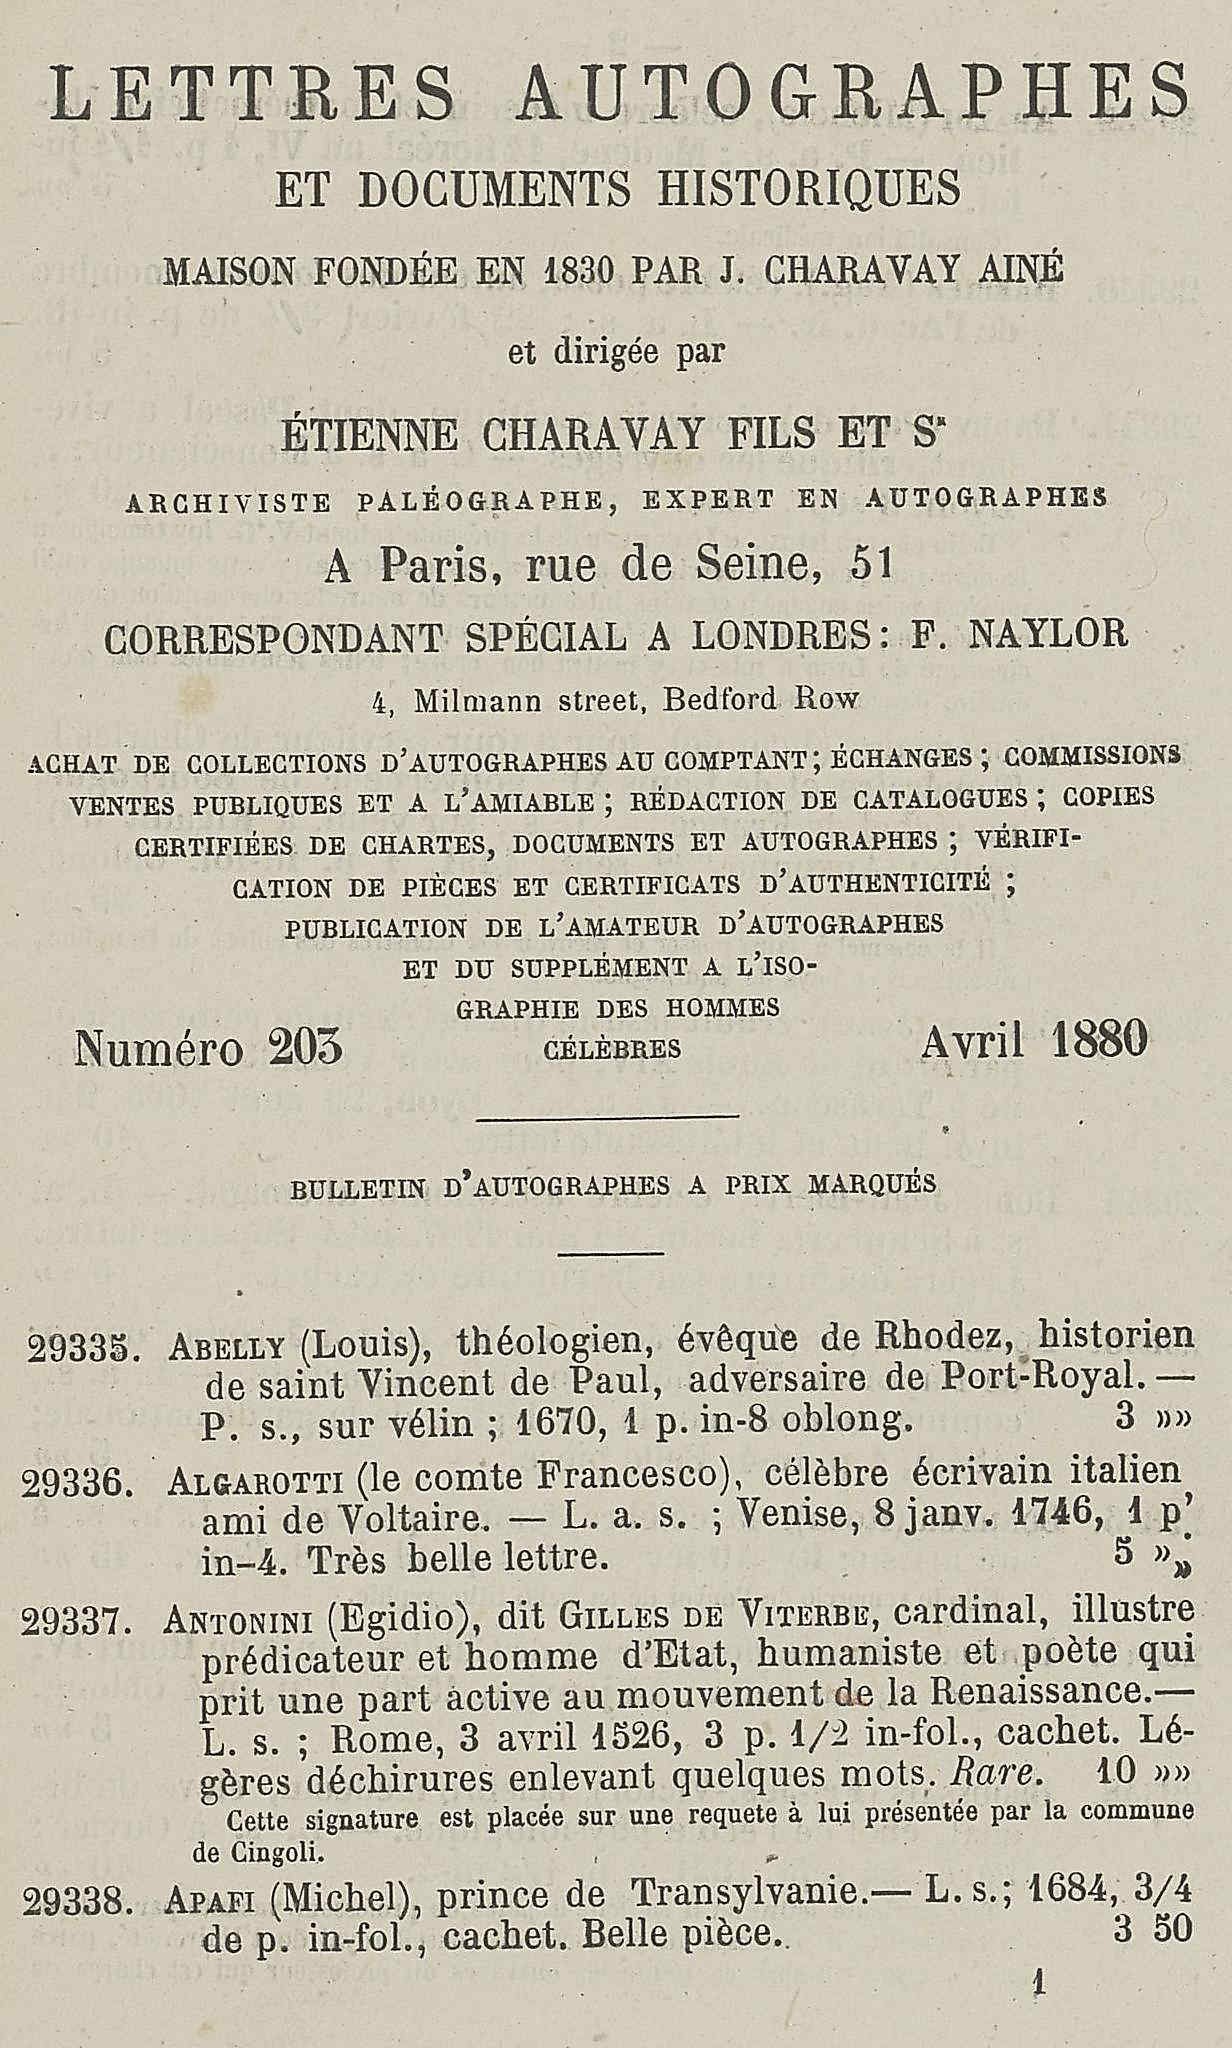 LETTRES AUTOGRAPHES
ET DOCUMENTS HISTORIQUES
MAISON FONDÉE EN 1830 PAR J. CHARAVAY AINÉ
et dirigée par
ÉTIENNE CHARAVAY FILS ET Sr
ARCHIVISTE PALÉOGRAPHE, EXPERT EN AUTOGRAPHES
A Paris, rue de Seine, 51
CORRESPONDANT SPÉCIAL A LONDRES: F. NAYLOR
4, Milmann street, Bedford Row
ACHAT DE COLLECTIONS D'AUTOGRAPHES AU COMPTANT; ÉCHANGES; COMMISSIONS
VENTES PUBLIQUES ET A L'AMIABLE; RÉDACTION DE CATALOGUES; COPIES
CERTIFIÉES DE CHARTES, DOCUMENTS ET AUTOGRAPHES; VÉRIFI-
CATION DE PIÈCES ET CERTIFICATS D'AUTHENTICITÉ;
PUBLICATION DE L'AMATEUR D'AUTOGRAPHES
ET DU SUPPLÉMENT A L'ISO-
GRAPHIE DES HOMMES
CÉLÈBRES
Numéro 203
Avril 1880
BULLETIN D'AUTOGRAPHES A PRIX MARQUÉS
29335. ABELLY (Louis), théologien, évêque de Rhodez, historien
de saint Vincent de Paul, adversaire de Port-Royal. —
P. s., sur vélin ; 1670, 1 p. in-8 oblong. 3 »»
29336. ALGAROTTI (le comte Francesco), célèbre écrivain italien
ami de Voltaire. — L. a. s. ; Venise, 8 janv. 1746, 1 p'
in-4. Très belle lettre. 5 »»
29337. ANTONINI (Egidio), dit GILLES DE VITERBE, cardinal, illustre
prédicateur et homme d'Etat, humaniste et poète qui
prit une part active au mouvement de la Renaissance.—
L. s. ; Rome, 3 avril 1526, 3 p. 1/2 in-fol., cachet. Lé-
gères déchirures enlevant quelques mots. Rare. 10 »»
Cette signature est placée sur une requete à lui présentée par la commune
de Cingoli.
29338. APAFI (Michel), prince de Transylvanie.— L. s.; 1684, 3/4
de p. in-fol., cachet. Belle pièce. 3 50
1